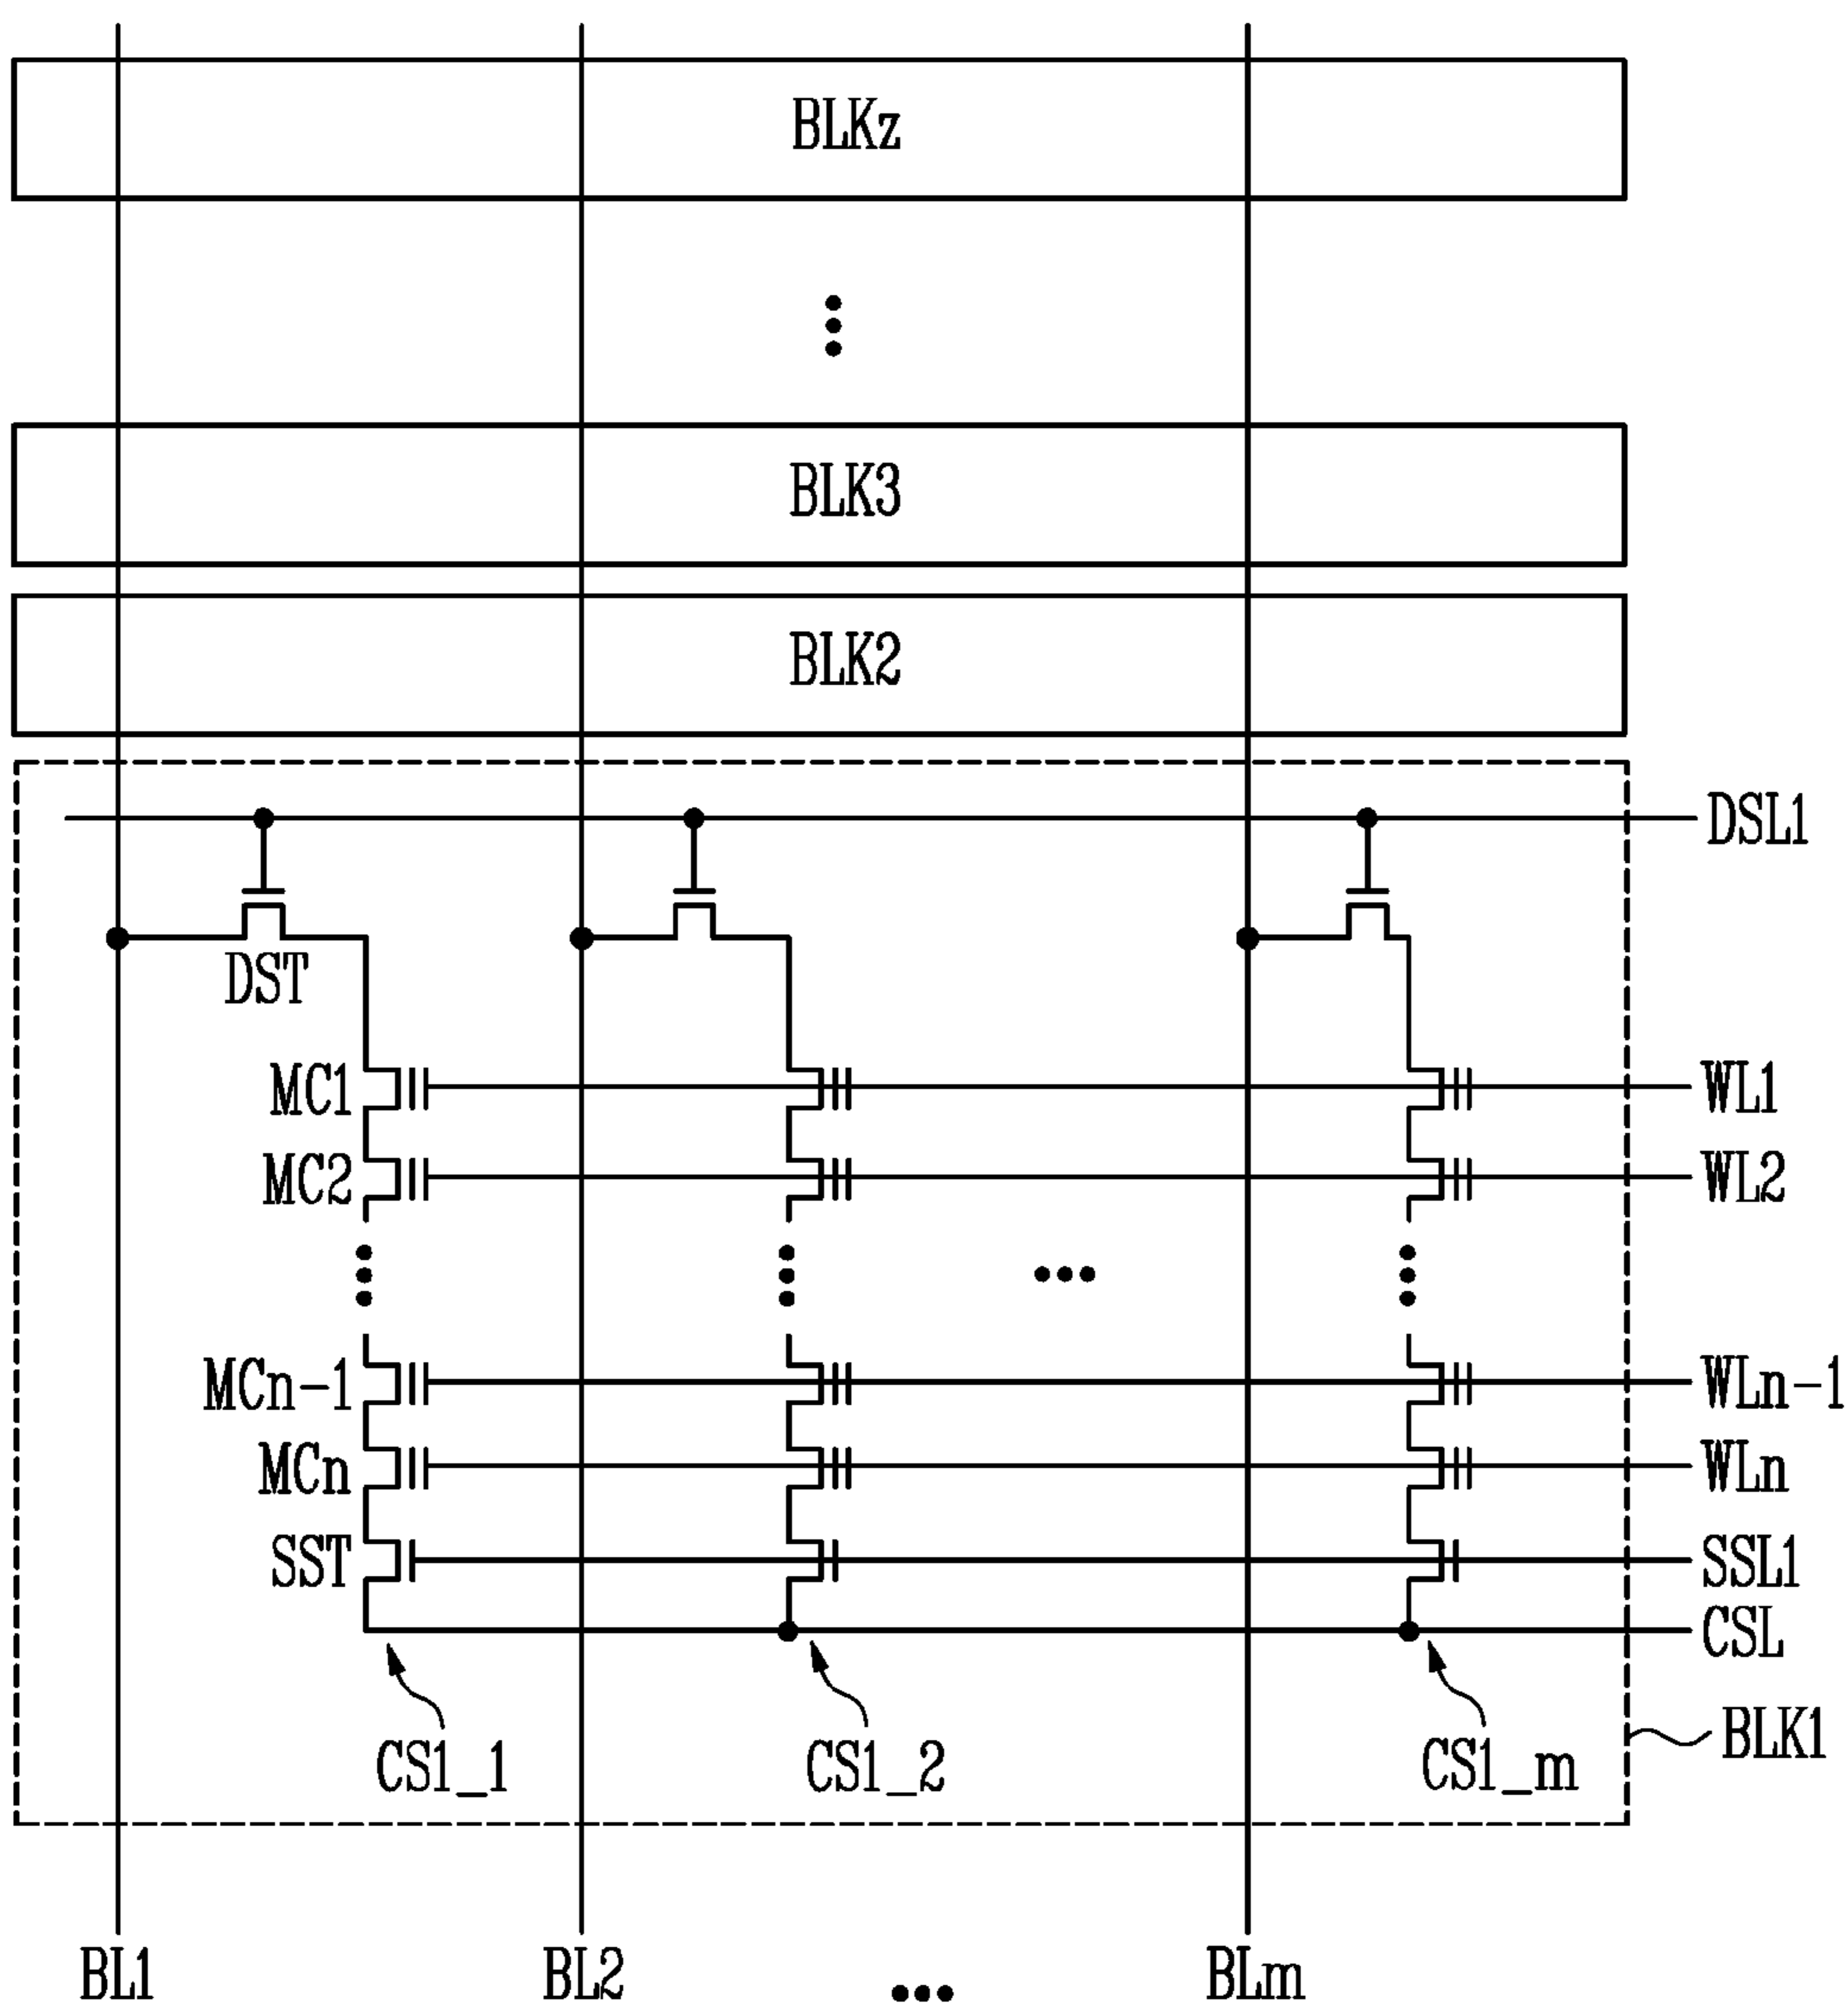 BLKz
BLK3
BLK2
DSL1
DST
MC1
WL1
MC2
WL2
MCn-1
WLn-1
MCn
WLn
SST
SSL1
CSL
BLK1
CS1_1
CS1_2
CS1_m
BL1
BL2
BLm